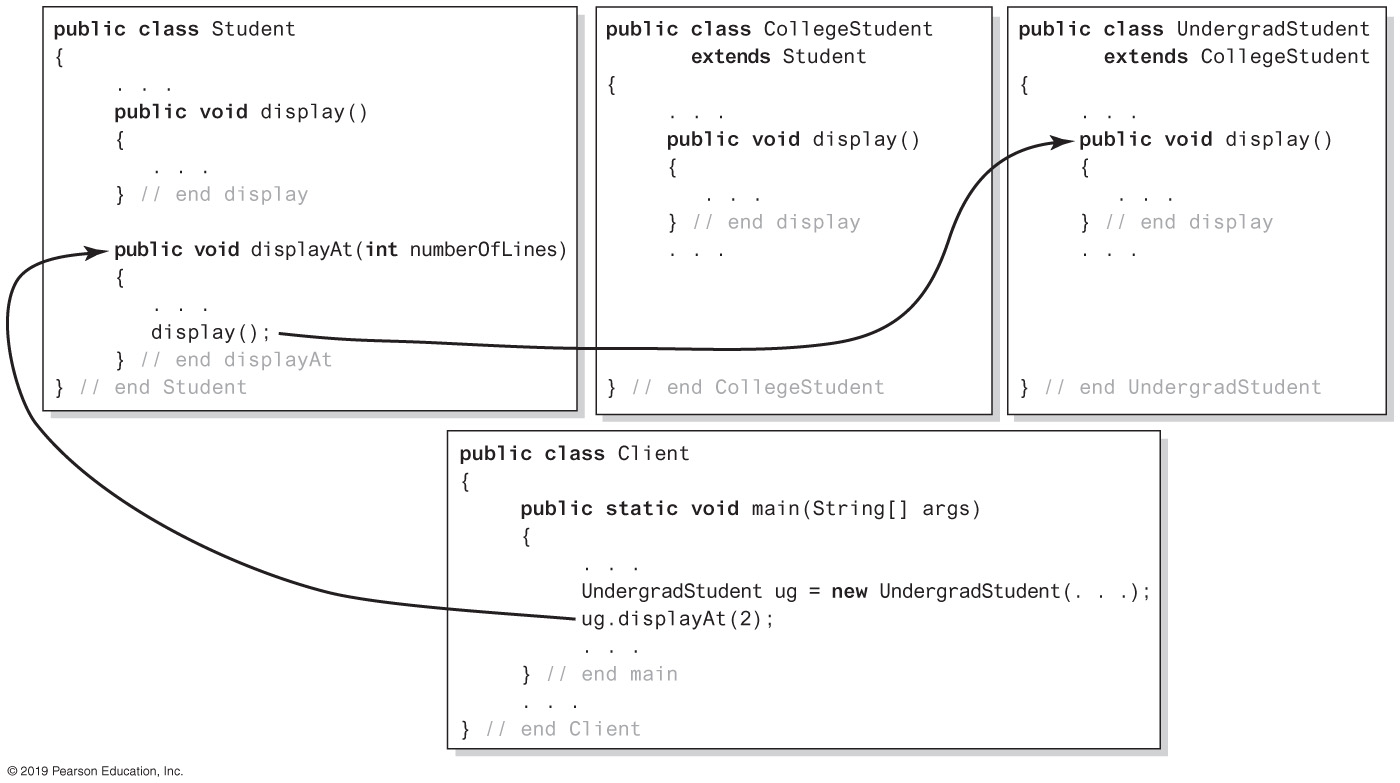 public class Student
{
. . .
public void display()
{
. . .
} // end display
public void displayAt(int numberOfLines)
{
. . .
display();
} // end displayAt
} // end Student
public class CollegeStudent
extends Student
{
. . .
public void display()
{
. . .
} // end display
. . .
} // end CollegeStudent
public class UndergradStudent
extends CollegeStudent
{
. . .
public void display()
{
. . .
} // end display
. . .
} // end UndergradStudent
public class Client
{
public static void main(String[] args)
{
. . .
UndergradStudent ug = new UndergradStudent(. . .);
ug.displayAt(2);
. . .
} // end main
. . .
} // end Client
© 2019 Pearson Education, Inc.